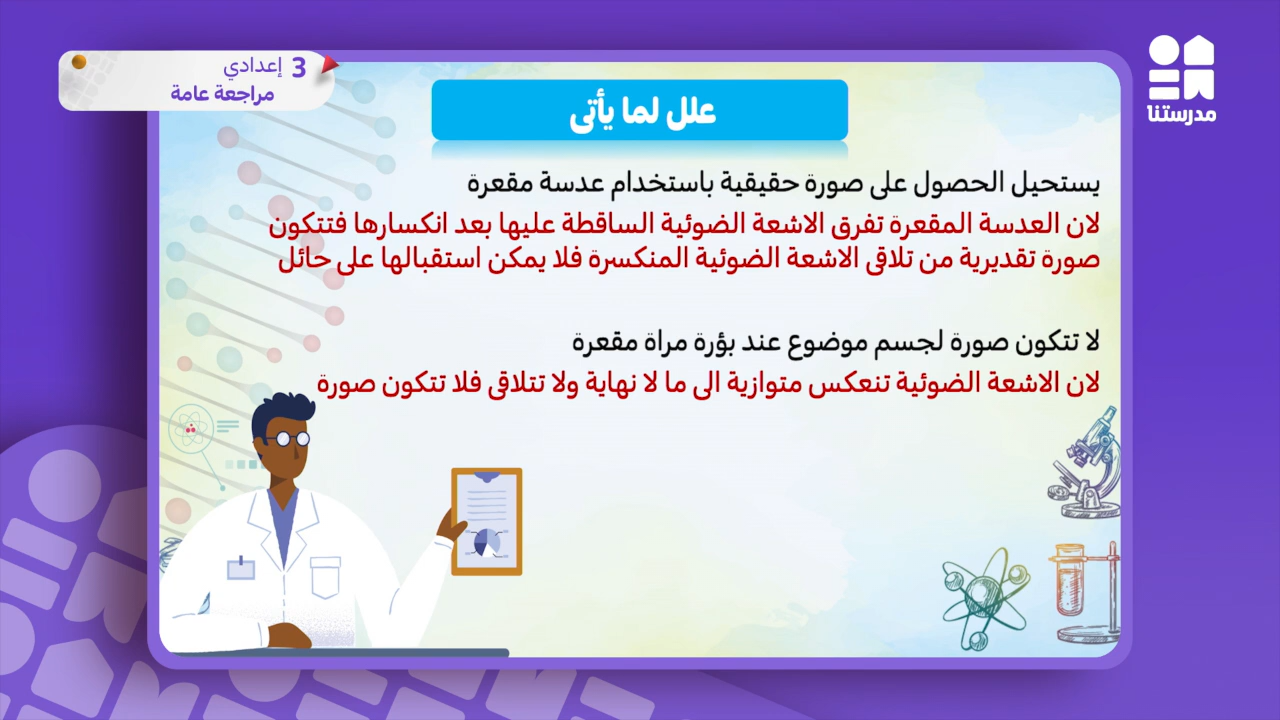 3 إعدادي
مراجعة عامة
مدرستنا
علل لما يأتى
يستحيل الحصول على صورة حقيقية باستخدام عدسة مقعرة
لان العدسة المقعرة تفرق الاشعة الضوئية الساقطة عليها بعد انكسارها فتتكون
صورة تقديرية من تلاقى الاشعة الضوئية المنكسرة فلا يمكن استقبالها على حائل
لا تتكون صورة لجسم موضوع عند بؤرة مراة مقعرة
لان الاشعة الضوئية تنعكس متوازية الى ما لا نهاية ولا تتلاقى فلا تتكون صورة